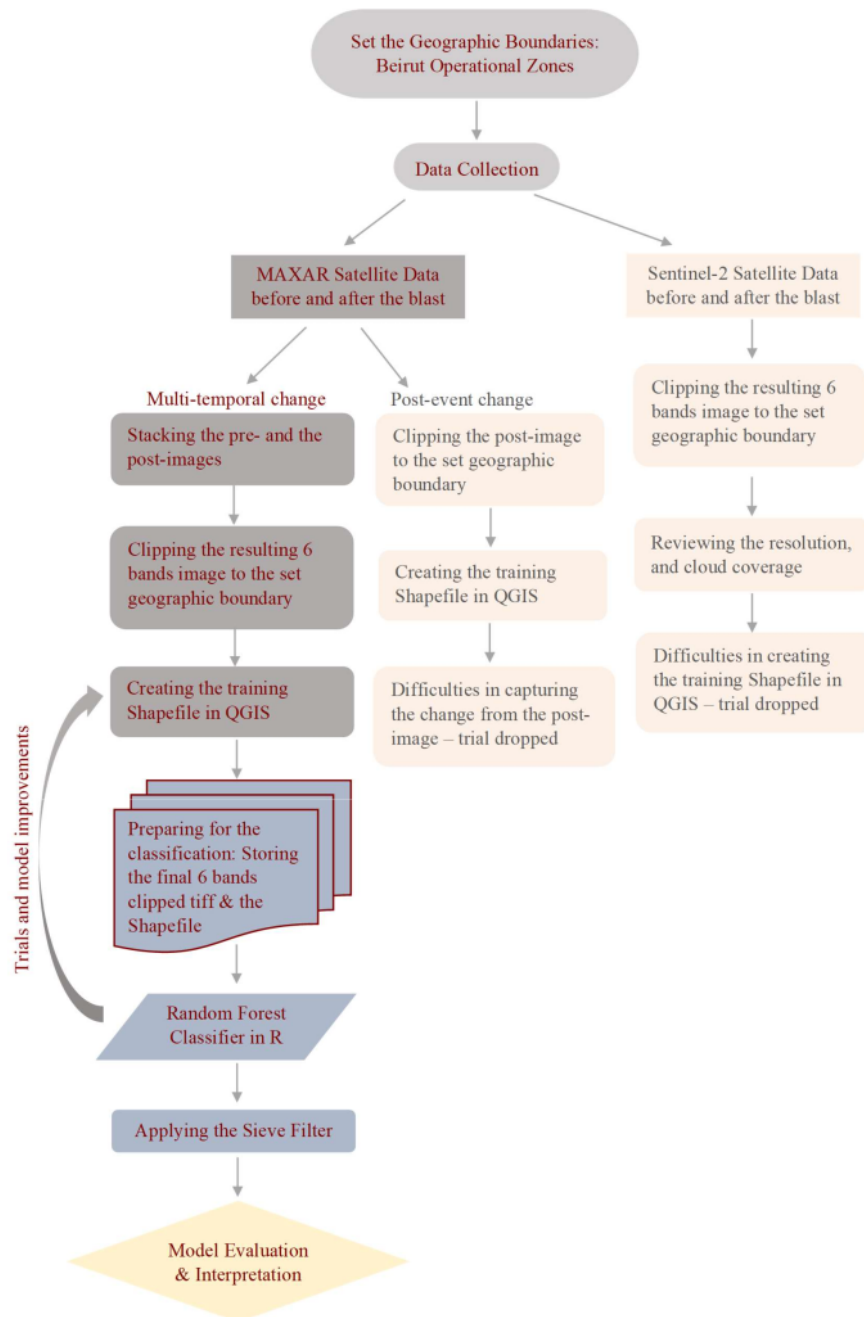 Set the Geographic Boundaries:
Beirut Operational Zones
Data Collection
MAXAR Satellite Data
before and after the blast
Sentinel-2 Satellite Data
before and after the blast
Multi-temporal change
Stacking the pre- and the
post-images
Clipping the resulting 6
bands image to the set
geographic boundary
Creating the training
Shapefile in QGIS
Post-event change
Clipping the post-image
to the set geographic
boundary
Creating the training
Shapefile in QGIS
Difficulties in capturing
the change from the post-
image – trial dropped
Clipping the resulting 6
bands image to the set
geographic boundary
Reviewing the resolution,
and cloud coverage
Difficulties in creating
the training Shapefile in
QGIS – trial dropped
Trials and model improvements
Preparing for the
classification: Storing
the final 6 bands
clipped tiff & the
Shapefile
Random Forest
Classifier in R
Applying the Sieve Filter
Model Evaluation
& Interpretation